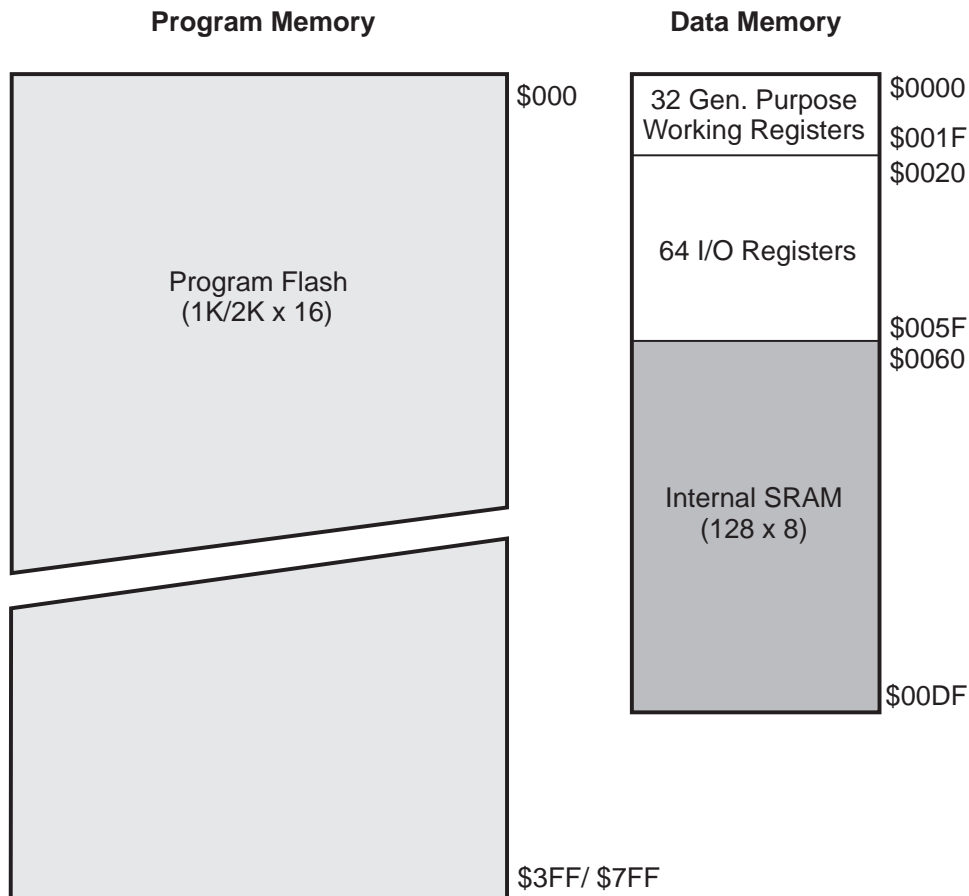 Program Memory
Data Memory
$000
Program Flash
(1K/2K x 16)
$3FF/ $7FF
32 Gen. Purpose
Working Registers
$0000
$001F
$0020
64 I/O Registers
$005F
$0060
Internal SRAM
(128 x 8)
$00DF